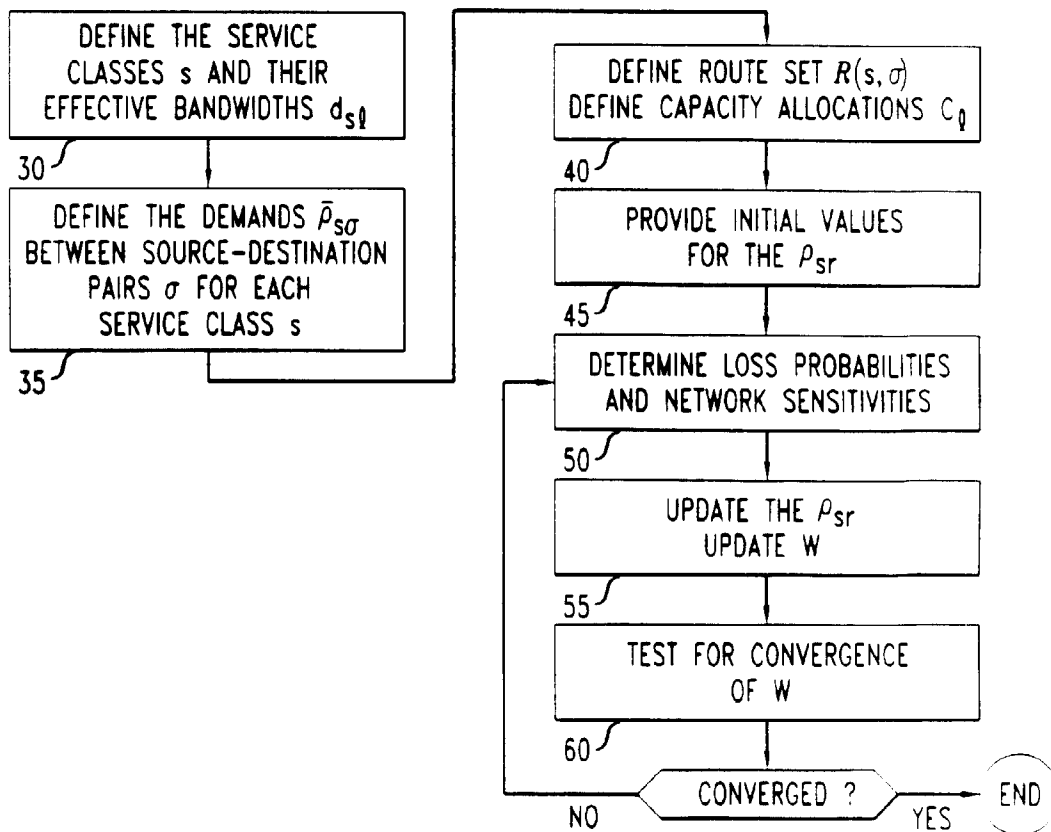 DEFINE THE SERVICE
CLASSES s AND THEIR
EFFECTIVE BANDWIDTHS d_sℓ
30
DEFINE THE DEMANDS ρ̄_sσ
BETWEEN SOURCE-DESTINATION
PAIRS σ FOR EACH
SERVICE CLASS s
35
DEFINE ROUTE SET R(s,σ)
DEFINE CAPACITY ALLOCATIONS C_ℓ
40
PROVIDE INITIAL VALUES
FOR THE ρ_sr
45
DETERMINE LOSS PROBABILITIES
AND NETWORK SENSITIVITIES
50
UPDATE THE ρ_sr
UPDATE W
55
TEST FOR CONVERGENCE
OF W
60
CONVERGED ?
NO
YES
END